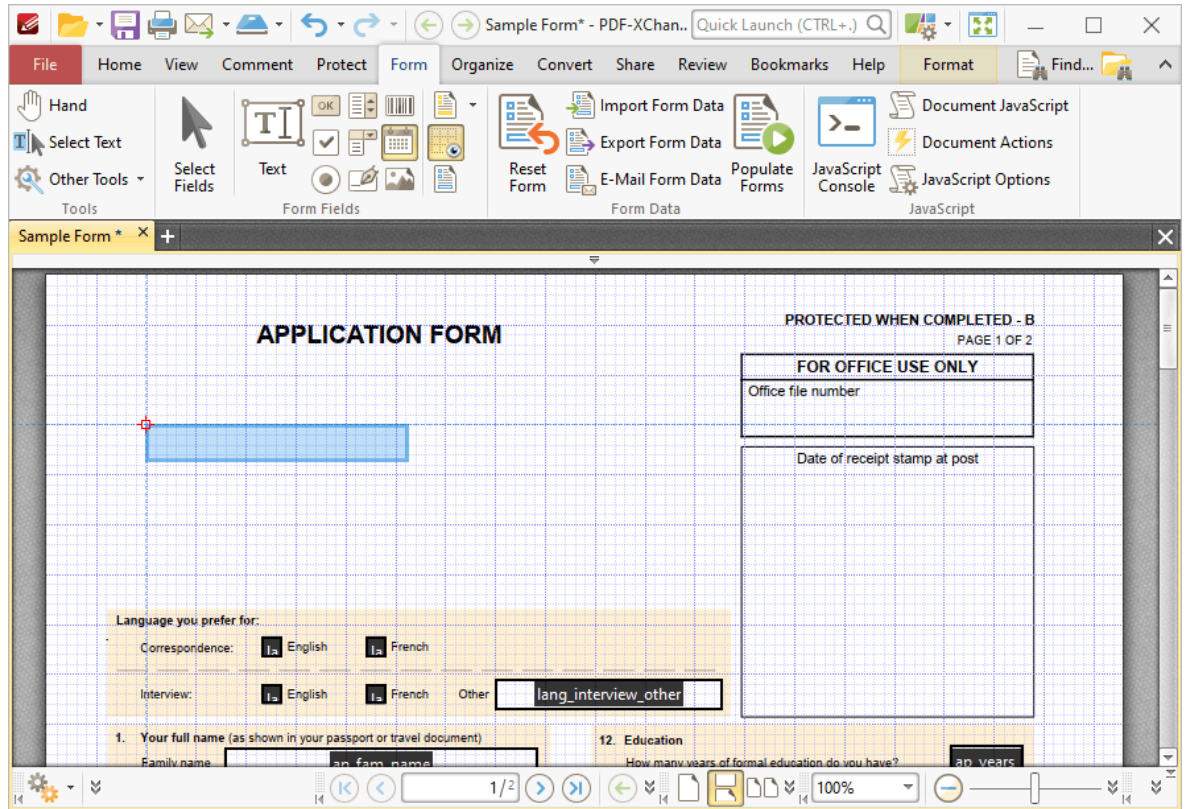 Sample Form* - PDF-XChan..
Quick Launch (CTRL+.)
File Home View Comment Protect Form Organize Convert Share Review Bookmarks Help Format Find...
Hand
Select Text
Other Tools
Tools
Select Fields
Text
OK
Form Fields
Reset Form
Import Form Data
Export Form Data
E-Mail Form Data
Populate Forms
Form Data
JavaScript Console
Document JavaScript
Document Actions
JavaScript Options
JavaScript
Sample Form *
APPLICATION FORM
PROTECTED WHEN COMPLETED - B
PAGE 1 OF 2
FOR OFFICE USE ONLY
Office file number
Date of receipt stamp at post
Language you prefer for:
Correspondence: la English la French
Interview: la English la French Other lang_interview_other
1. Your full name (as shown in your passport or travel document)
Family name ap_fam_name
12. Education
How many years of formal education do you have? ap_years
1/2
100%